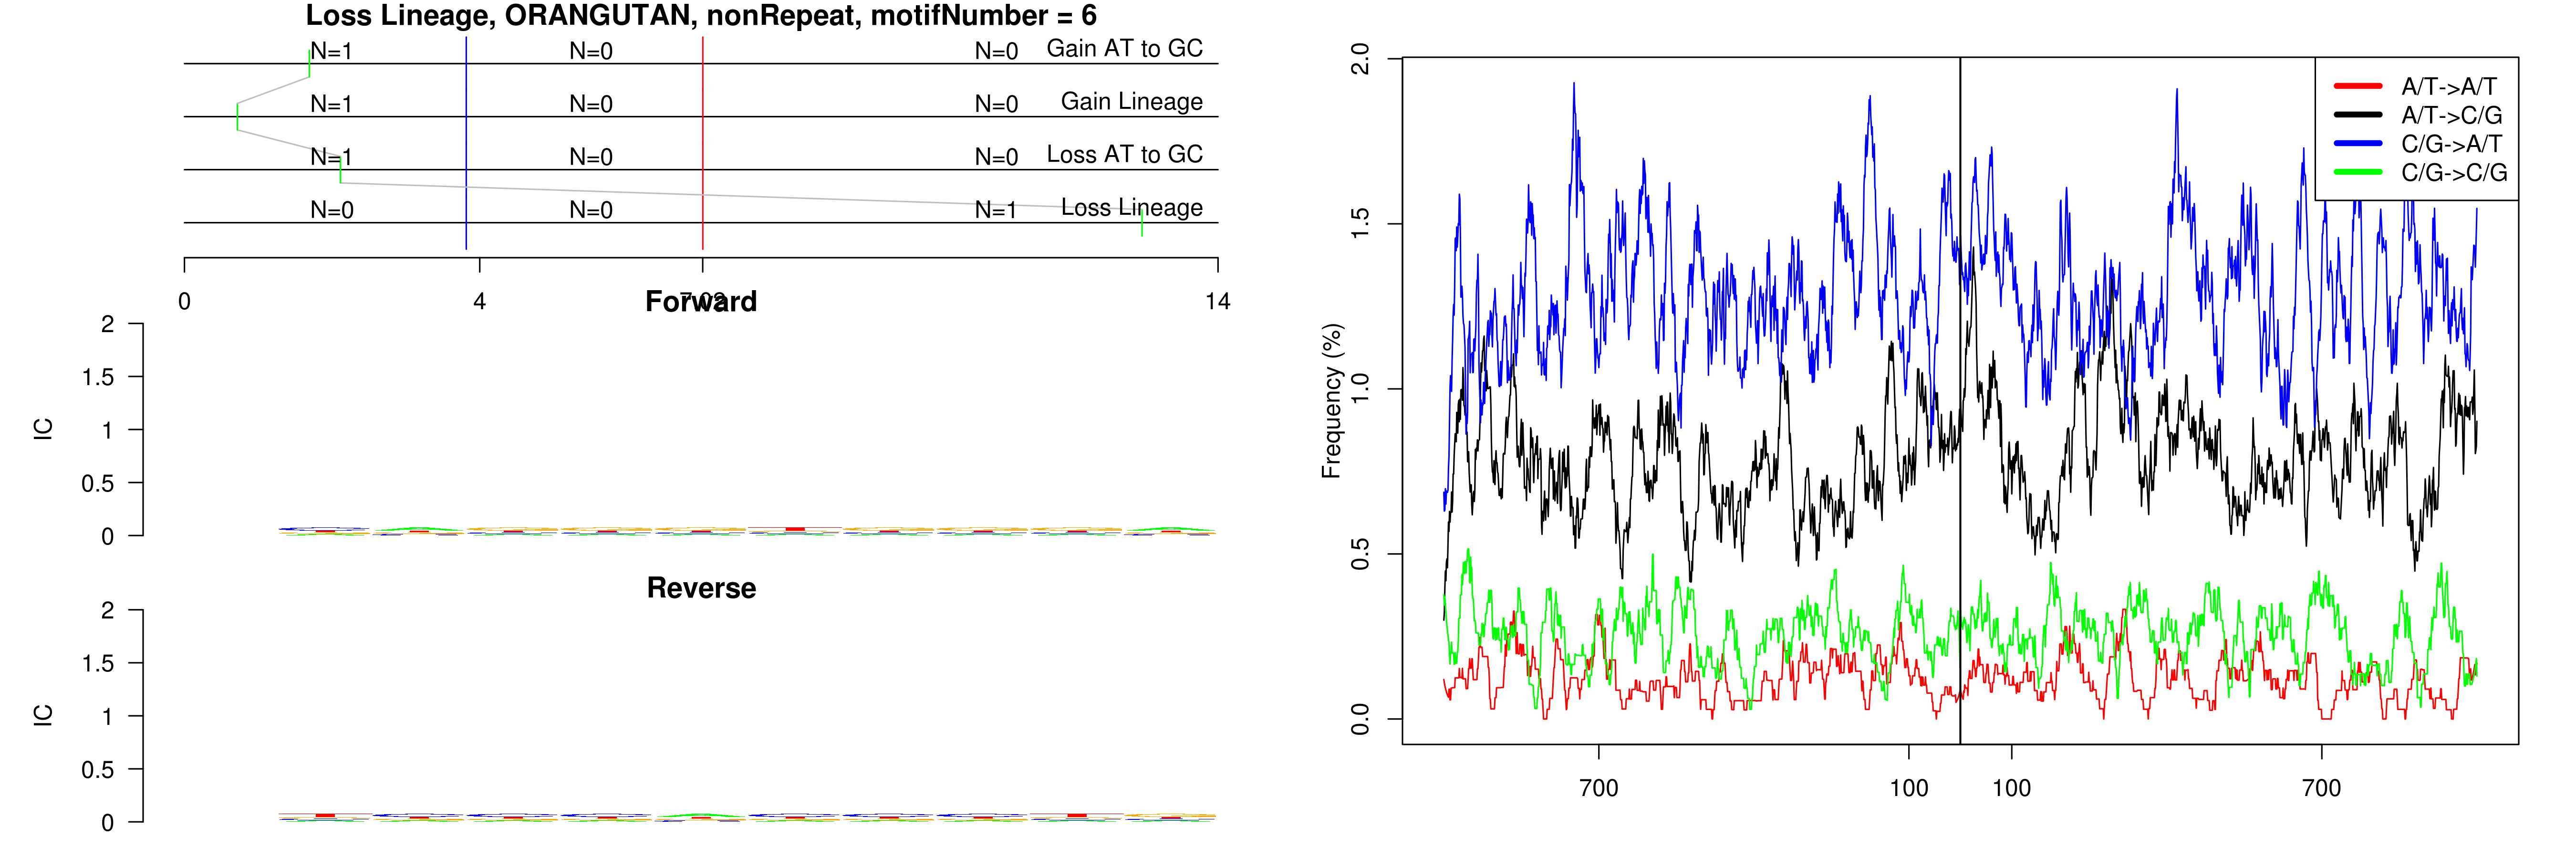 Loss Lineage, ORANGUTAN, nonRepeat, motifNumber = 6
N=1 N=0 N=0 Gain AT to GC
N=1 N=0 N=0 Gain Lineage
N=1 N=0 N=0 Loss AT to GC
N=0 N=0 N=1 Loss Lineage
0 4 14
Forward
2
1.5
1
0.5
0
IC
Reverse
2
1.5
1
0.5
0
IC
2.0
1.5
1.0
0.5
0.0
Frequency (%)
A/T->A/T
A/T->C/G
C/G->A/T
C/G->C/G
700 100 100 700